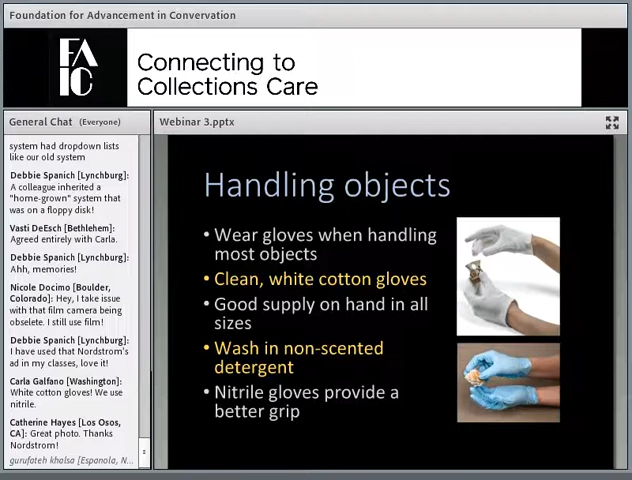 Foundation for Advancement in Convervation
FA
IC
Connecting to
Collections Care
General Chat (Everyone)
system had dropdown lists
like our old system
Debbie Spanich [Lynchburg]:
A colleague inherited a
"home-grown" system that
was on a floppy disk!
Vasti DeEsch [Bethlehem]:
Agreed entirely with Carla.
Debbie Spanich [Lynchburg]:
Ahh, memories!
Nicole Docimo [Boulder,
Colorado]: Hey, I take issue
with that film camera being
obselete. I still use film!
Debbie Spanich [Lynchburg]:
I have used that Nordstrom's
ad in my classes, love it!
Carla Galfano [Washington]:
White cotton gloves! We use
nitrile.
Catherine Hayes [Los Osos,
CA]: Great photo. Thanks
Nordstrom!
gurufateh khalsa [Espanola, N...
Webinar 3.pptx
Handling objects
• Wear gloves when handling
most objects
• Clean, white cotton gloves
• Good supply on hand in all
sizes
• Wash in non-scented
detergent
• Nitrile gloves provide a
better grip